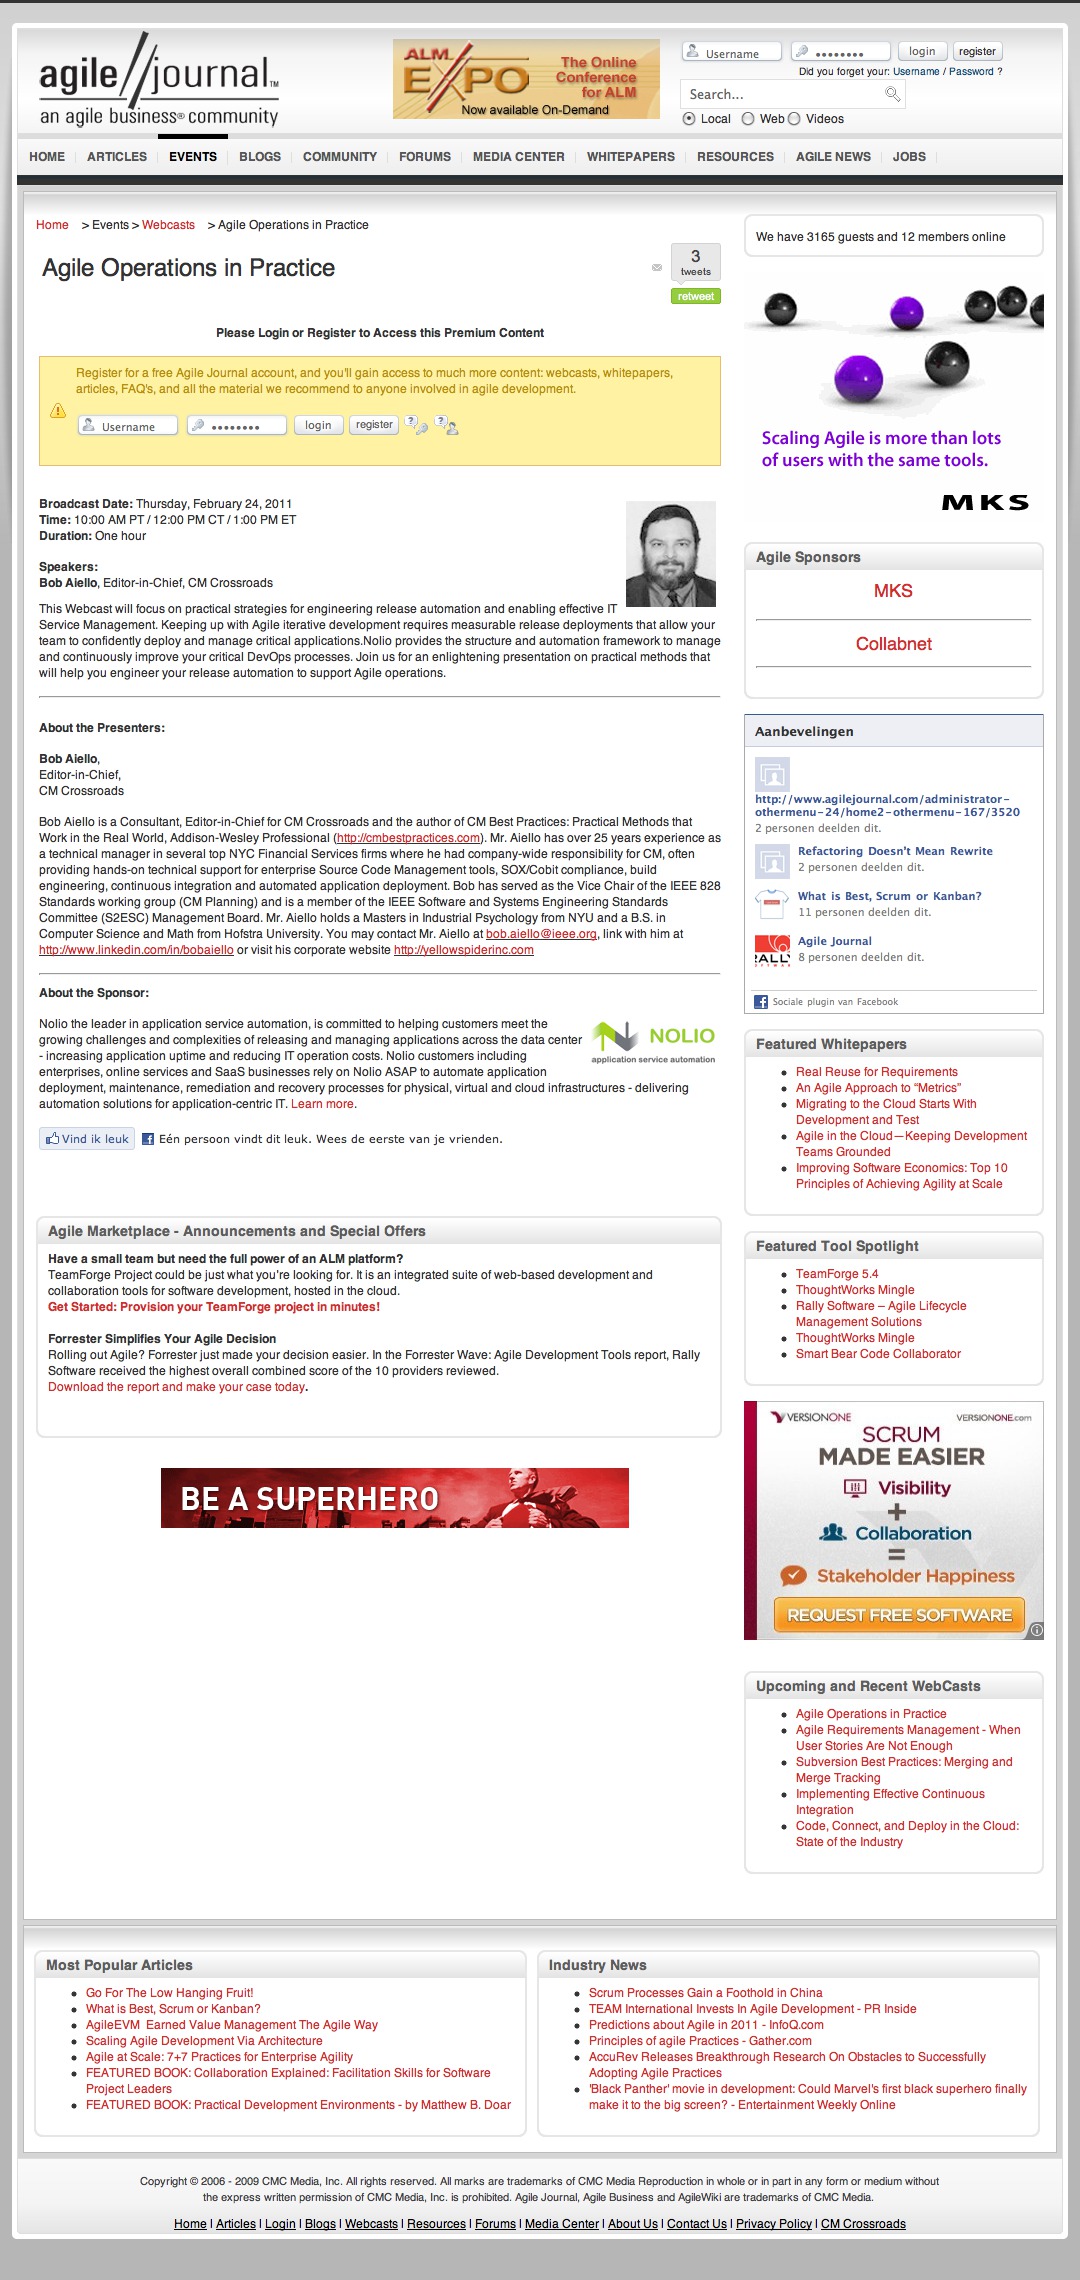 agile//journal™
an agile business® community
ALM EXPO
The Online
Conference
for ALM
Now available On-Demand
Username •••••••• login register
Did you forget your: Username / Password ?
Search...
Local Web Videos
HOME ARTICLES EVENTS BLOGS COMMUNITY FORUMS MEDIA CENTER WHITEPAPERS RESOURCES AGILE NEWS JOBS
Home > Events > Webcasts > Agile Operations in Practice
Agile Operations in Practice
3
tweets
retweet
Please Login or Register to Access this Premium Content
Register for a free Agile Journal account, and you'll gain access to much more content: webcasts, whitepapers,
articles, FAQ's, and all the material we recommend to anyone involved in agile development.
Username •••••••• login register
Broadcast Date: Thursday, February 24, 2011
Time: 10:00 AM PT / 12:00 PM CT / 1:00 PM ET
Duration: One hour
Speakers:
Bob Aiello, Editor-in-Chief, CM Crossroads
This Webcast will focus on practical strategies for engineering release automation and enabling effective IT
Service Management. Keeping up with Agile iterative development requires measurable release deployments that allow your
team to confidently deploy and manage critical applications.Nolio provides the structure and automation framework to manage
and continuously improve your critical DevOps processes. Join us for an enlightening presentation on practical methods that
will help you engineer your release automation to support Agile operations.
About the Presenters:
Bob Aiello,
Editor-in-Chief,
CM Crossroads
Bob Aiello is a Consultant, Editor-in-Chief for CM Crossroads and the author of CM Best Practices: Practical Methods that
Work in the Real World, Addison-Wesley Professional (http://cmbestpractices.com). Mr. Aiello has over 25 years experience as
a technical manager in several top NYC Financial Services firms where he had company-wide responsibility for CM, often
providing hands-on technical support for enterprise Source Code Management tools, SOX/Cobit compliance, build
engineering, continuous integration and automated application deployment. Bob has served as the Vice Chair of the IEEE 828
Standards working group (CM Planning) and is a member of the IEEE Software and Systems Engineering Standards
Committee (S2ESC) Management Board. Mr. Aiello holds a Masters in Industrial Psychology from NYU and a B.S. in
Computer Science and Math from Hofstra University. You may contact Mr. Aiello at bob.aiello@ieee.org, link with him at
http://www.linkedin.com/in/bobaiello or visit his corporate website http://yellowspiderinc.com
About the Sponsor:
Nolio the leader in application service automation, is committed to helping customers meet the
growing challenges and complexities of releasing and managing applications across the data center
- increasing application uptime and reducing IT operation costs. Nolio customers including
enterprises, online services and SaaS businesses rely on Nolio ASAP to automate application
deployment, maintenance, remediation and recovery processes for physical, virtual and cloud infrastructures - delivering
automation solutions for application-centric IT. Learn more.
NOLIO
application service automation
Vind ik leuk Eén persoon vindt dit leuk. Wees de eerste van je vrienden.
Agile Marketplace - Announcements and Special Offers
Have a small team but need the full power of an ALM platform?
TeamForge Project could be just what you're looking for. It is an integrated suite of web-based development and
collaboration tools for software development, hosted in the cloud.
Get Started: Provision your TeamForge project in minutes!
Forrester Simplifies Your Agile Decision
Rolling out Agile? Forrester just made your decision easier. In the Forrester Wave: Agile Development Tools report, Rally
Software received the highest overall combined score of the 10 providers reviewed.
Download the report and make your case today.
BE A SUPERHERO
We have 3165 guests and 12 members online
Scaling Agile is more than lots
of users with the same tools.
MKS
Agile Sponsors
MKS
Collabnet
Aanbevelingen
http://www.agilejournal.com/administrator-
othermenu-24/home2-othermenu-167/3520
2 personen deelden dit.
Refactoring Doesn't Mean Rewrite
2 personen deelden dit.
What is Best, Scrum or Kanban?
11 personen deelden dit.
RALLY
SOFTWARE
Agile Journal
8 personen deelden dit.
Sociale plugin van Facebook
Featured Whitepapers
Real Reuse for Requirements
An Agile Approach to “Metrics”
Migrating to the Cloud Starts With
Development and Test
Agile in the Cloud—Keeping Development
Teams Grounded
Improving Software Economics: Top 10
Principles of Achieving Agility at Scale
Featured Tool Spotlight
TeamForge 5.4
ThoughtWorks Mingle
Rally Software – Agile Lifecycle
Management Solutions
ThoughtWorks Mingle
Smart Bear Code Collaborator
VERSIONONE VERSIONONE.com
SCRUM
MADE EASIER
Visibility
+
Collaboration
=
Stakeholder Happiness
REQUEST FREE SOFTWARE
Upcoming and Recent WebCasts
Agile Operations in Practice
Agile Requirements Management - When
User Stories Are Not Enough
Subversion Best Practices: Merging and
Merge Tracking
Implementing Effective Continuous
Integration
Code, Connect, and Deploy in the Cloud:
State of the Industry
Most Popular Articles
Go For The Low Hanging Fruit!
What is Best, Scrum or Kanban?
AgileEVM  Earned Value Management The Agile Way
Scaling Agile Development Via Architecture
Agile at Scale: 7+7 Practices for Enterprise Agility
FEATURED BOOK: Collaboration Explained: Facilitation Skills for Software
Project Leaders
FEATURED BOOK: Practical Development Environments - by Matthew B. Doar
Industry News
Scrum Processes Gain a Foothold in China
TEAM International Invests In Agile Development - PR Inside
Predictions about Agile in 2011 - InfoQ.com
Principles of agile Practices - Gather.com
AccuRev Releases Breakthrough Research On Obstacles to Successfully
Adopting Agile Practices
'Black Panther' movie in development: Could Marvel's first black superhero finally
make it to the big screen? - Entertainment Weekly Online
Copyright © 2006 - 2009 CMC Media, Inc. All rights reserved. All marks are trademarks of CMC Media Reproduction in whole or in part in any form or medium without
the express written permission of CMC Media, Inc. is prohibited. Agile Journal, Agile Business and AgileWiki are trademarks of CMC Media.
Home | Articles | Login | Blogs | Webcasts | Resources | Forums | Media Center | About Us | Contact Us | Privacy Policy | CM Crossroads